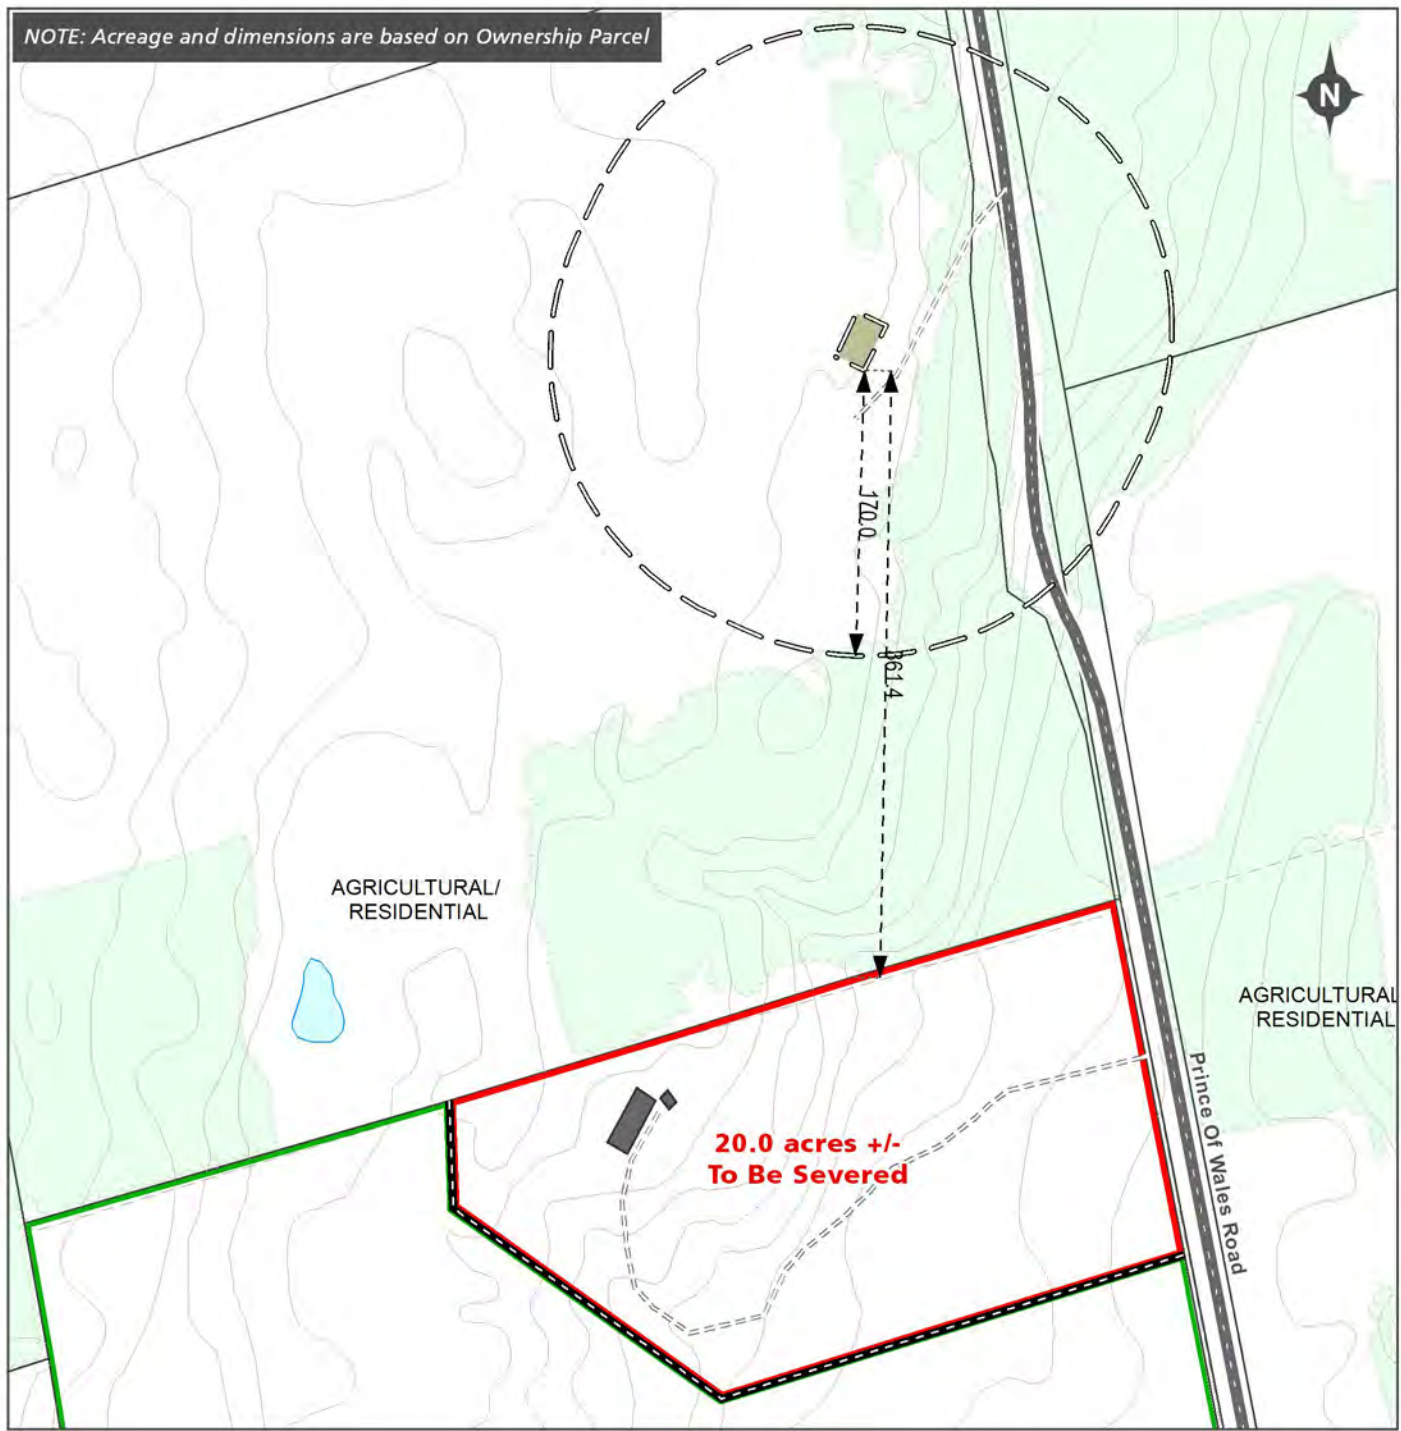 NOTE: Acreage and dimensions are based on Ownership Parcel
N
170.0
361.4
AGRICULTURAL/
RESIDENTIAL
AGRICULTURAL
RESIDENTIAL
Prince Of Wales Road
20.0 acres +/-
To Be Severed